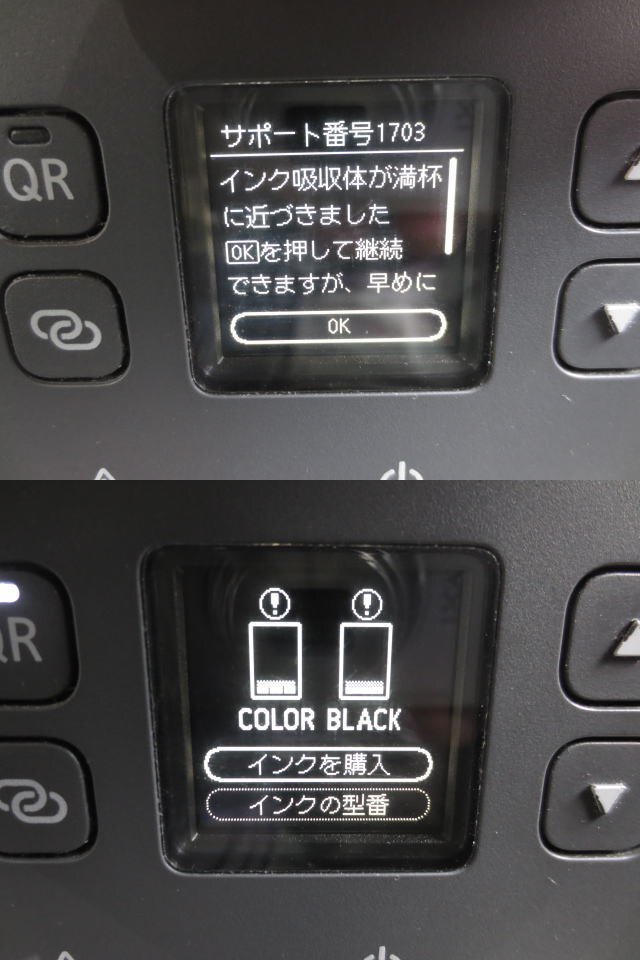 サポート番号1703
QR
インク吸収体が満杯
に近づきました
OKを押して継続
できますが、早めに
OK
QR
COLOR BLACK
インクを購入
インクの型番